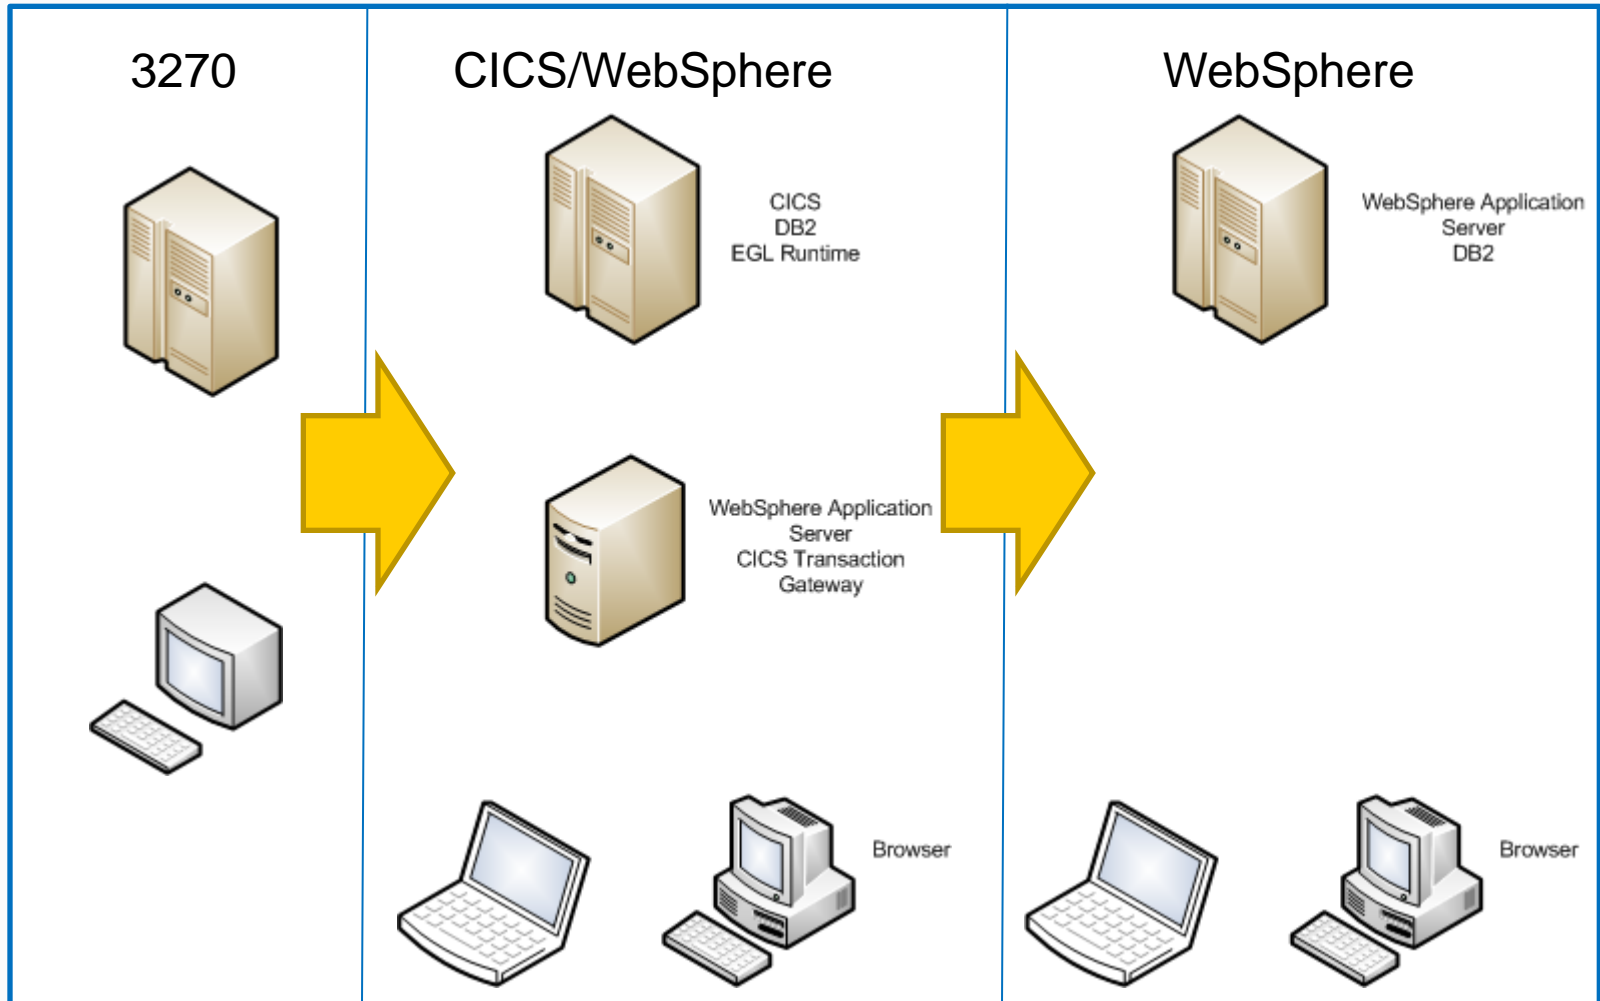 3270
CICS/WebSphere
WebSphere
CICS
DB2
EGL Runtime
WebSphere Application
Server
DB2
WebSphere Application
Server
CICS Transaction
Gateway
Browser
Browser